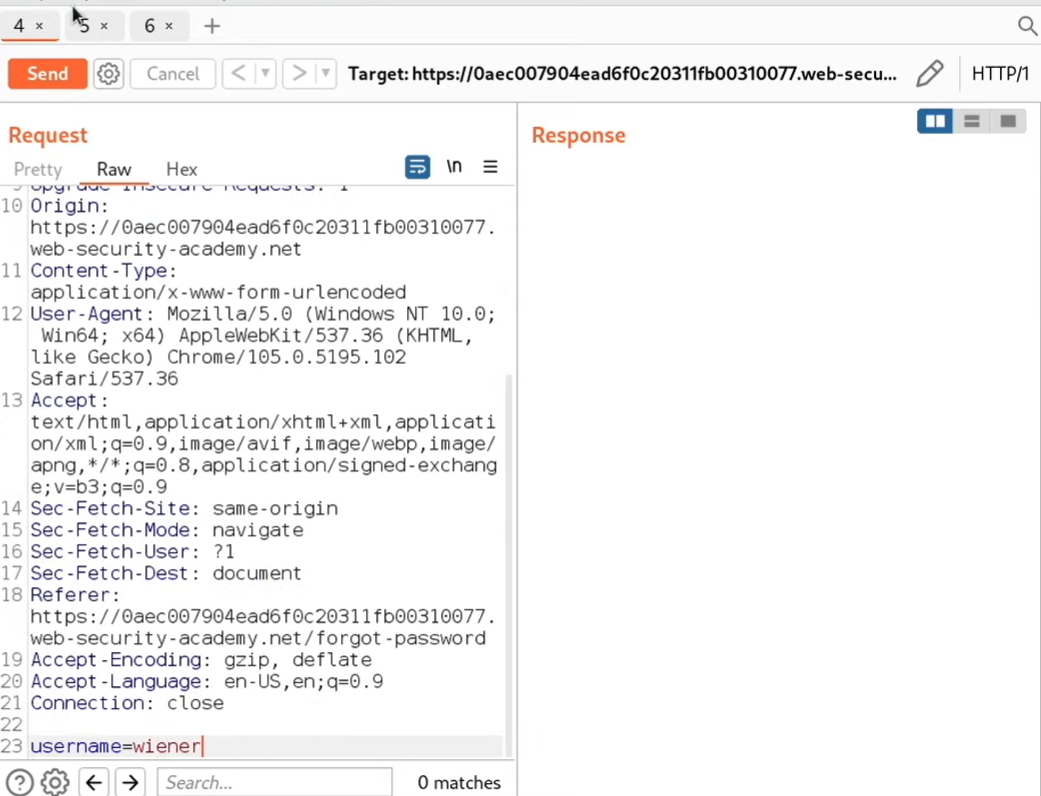 4 × 5 × 6 × +
Send Cancel < > Target: https://0aec007904ead6f0c20311fb00310077.web-secu... HTTP/1
Request
Response
Pretty Raw Hex \n
9 Upgrade-Insecure-Requests: 1
10 Origin:
https://0aec007904ead6f0c20311fb00310077.
web-security-academy.net
11 Content-Type:
application/x-www-form-urlencoded
12 User-Agent: Mozilla/5.0 (Windows NT 10.0;
Win64; x64) AppleWebKit/537.36 (KHTML,
like Gecko) Chrome/105.0.5195.102
Safari/537.36
13 Accept:
text/html,application/xhtml+xml,applicati
on/xml;q=0.9,image/avif,image/webp,image/
apng,*/*;q=0.8,application/signed-exchang
e;v=b3;q=0.9
14 Sec-Fetch-Site: same-origin
15 Sec-Fetch-Mode: navigate
16 Sec-Fetch-User: ?1
17 Sec-Fetch-Dest: document
18 Referer:
https://0aec007904ead6f0c20311fb00310077.
web-security-academy.net/forgot-password
19 Accept-Encoding: gzip, deflate
20 Accept-Language: en-US,en;q=0.9
21 Connection: close
22
23 username=wiener
? Search... 0 matches